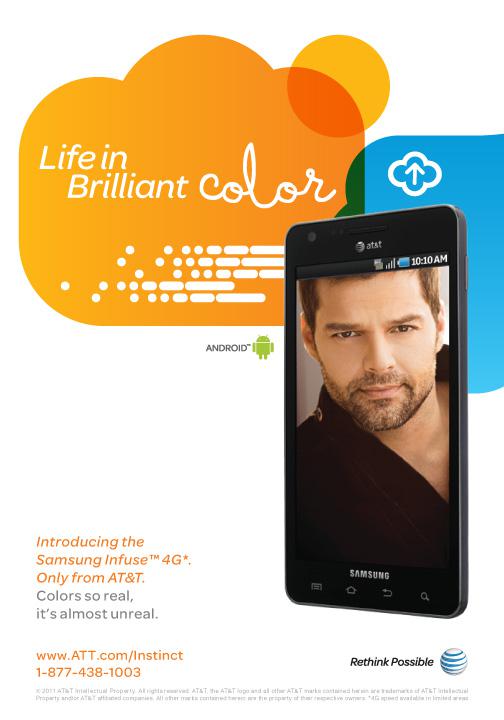 Life in
Brilliant color
at&t
10:10 AM
ANDROID™
Introducing the
Samsung Infuse™ 4G*.
Only from AT&T.
Colors so real,
it's almost unreal.
SAMSUNG
www.ATT.com/Instinct
1-877-438-1003
Rethink Possible
© 2011 AT&T Intellectual Property. All rights reserved. AT&T, the AT&T logo and all other AT&T marks contained herein are trademarks of AT&T Intellectual
Property and/or AT&T affiliated companies. All other marks contained herein are the property of their respective owners. *4G speed available in limited areas